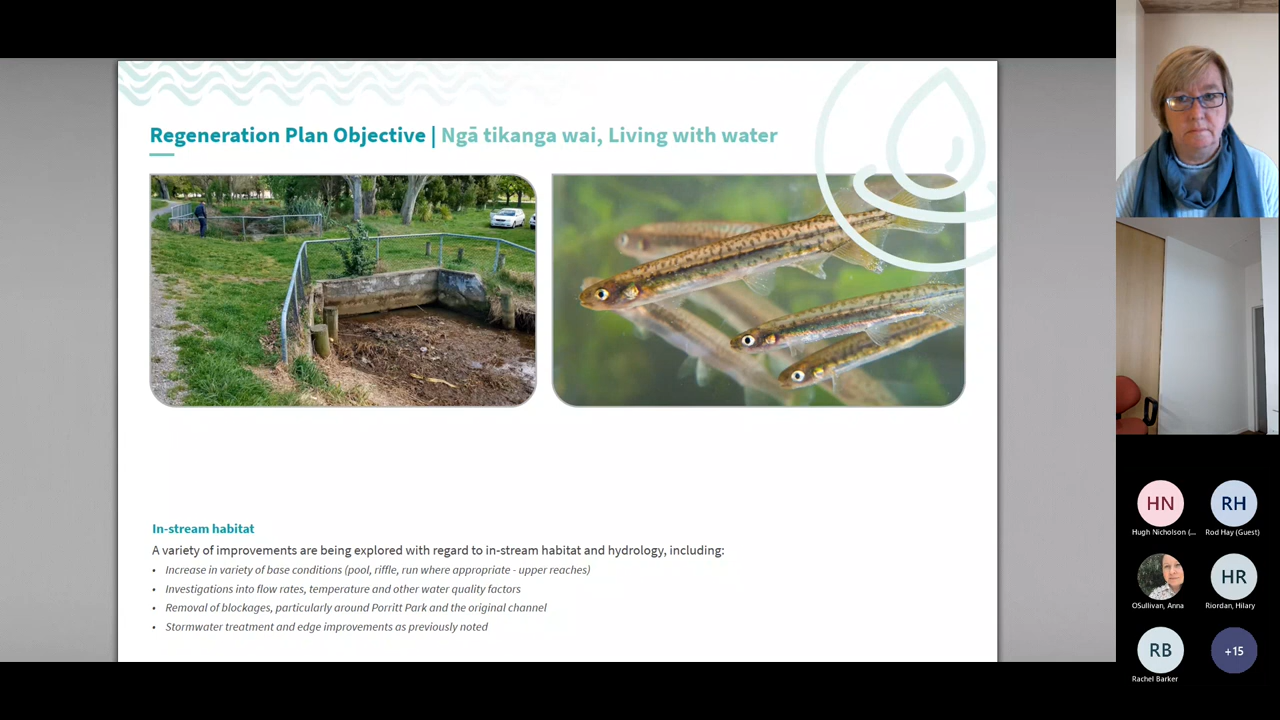 Regeneration Plan Objective | Ngā tikanga wai, Living with water
In-stream habitat
A variety of improvements are being explored with regard to in-stream habitat and hydrology, including:
• Increase in variety of base conditions (pool, riffle, run where appropriate - upper reaches)
• Investigations into flow rates, temperature and other water quality factors
• Removal of blockages, particularly around Porritt Park and the original channel
• Stormwater treatment and edge improvements as previously noted
HN
RH
Hugh Nicholson (...
Rod Hay (Guest)
HR
OSullivan, Anna
Riordan, Hilary
RB
+15
Rachel Barker